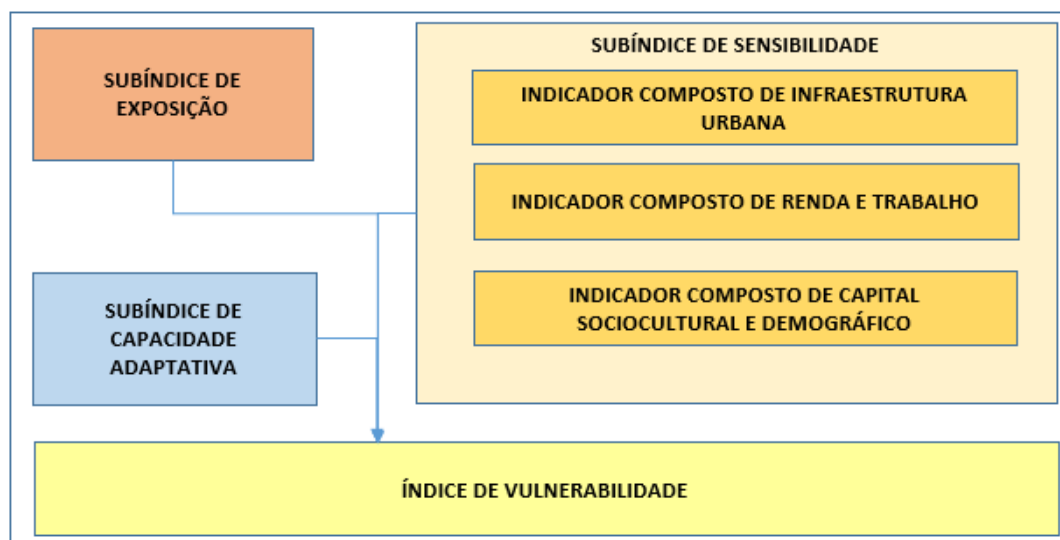 SUBÍNDICE DE
EXPOSIÇÃO
SUBÍNDICE DE SENSIBILIDADE
INDICADOR COMPOSTO DE INFRAESTRUTURA
URBANA
INDICADOR COMPOSTO DE RENDA E TRABALHO
INDICADOR COMPOSTO DE CAPITAL
SOCIOCULTURAL E DEMOGRÁFICO
SUBÍNDICE DE
CAPACIDADE
ADAPTATIVA
ÍNDICE DE VULNERABILIDADE